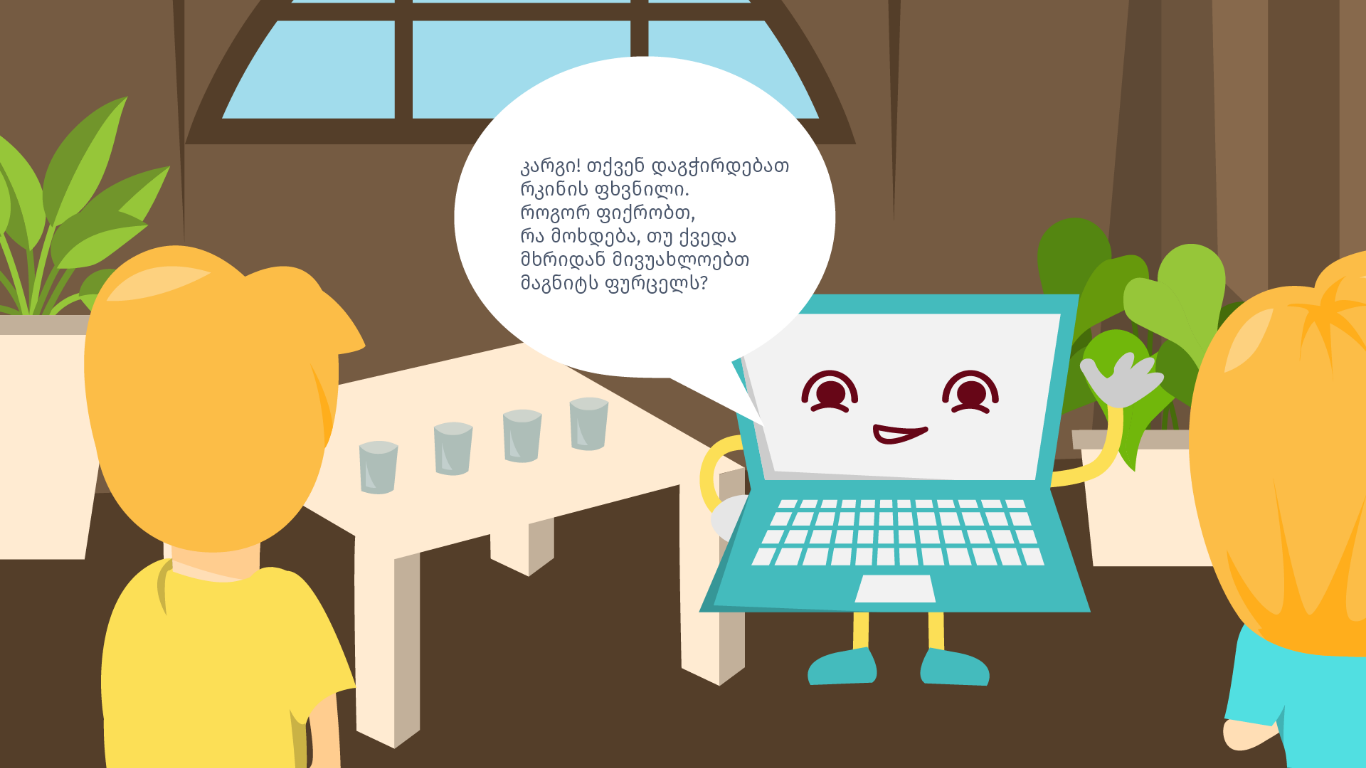 კარგი! თქვენ დაგჭირდებათ
რკინის ფხვნილი.
როგორ ფიქრობთ,
რა მოხდება, თუ ქვედა
მხრიდან მივუახლოებთ
მაგნიტს ფურცელს?